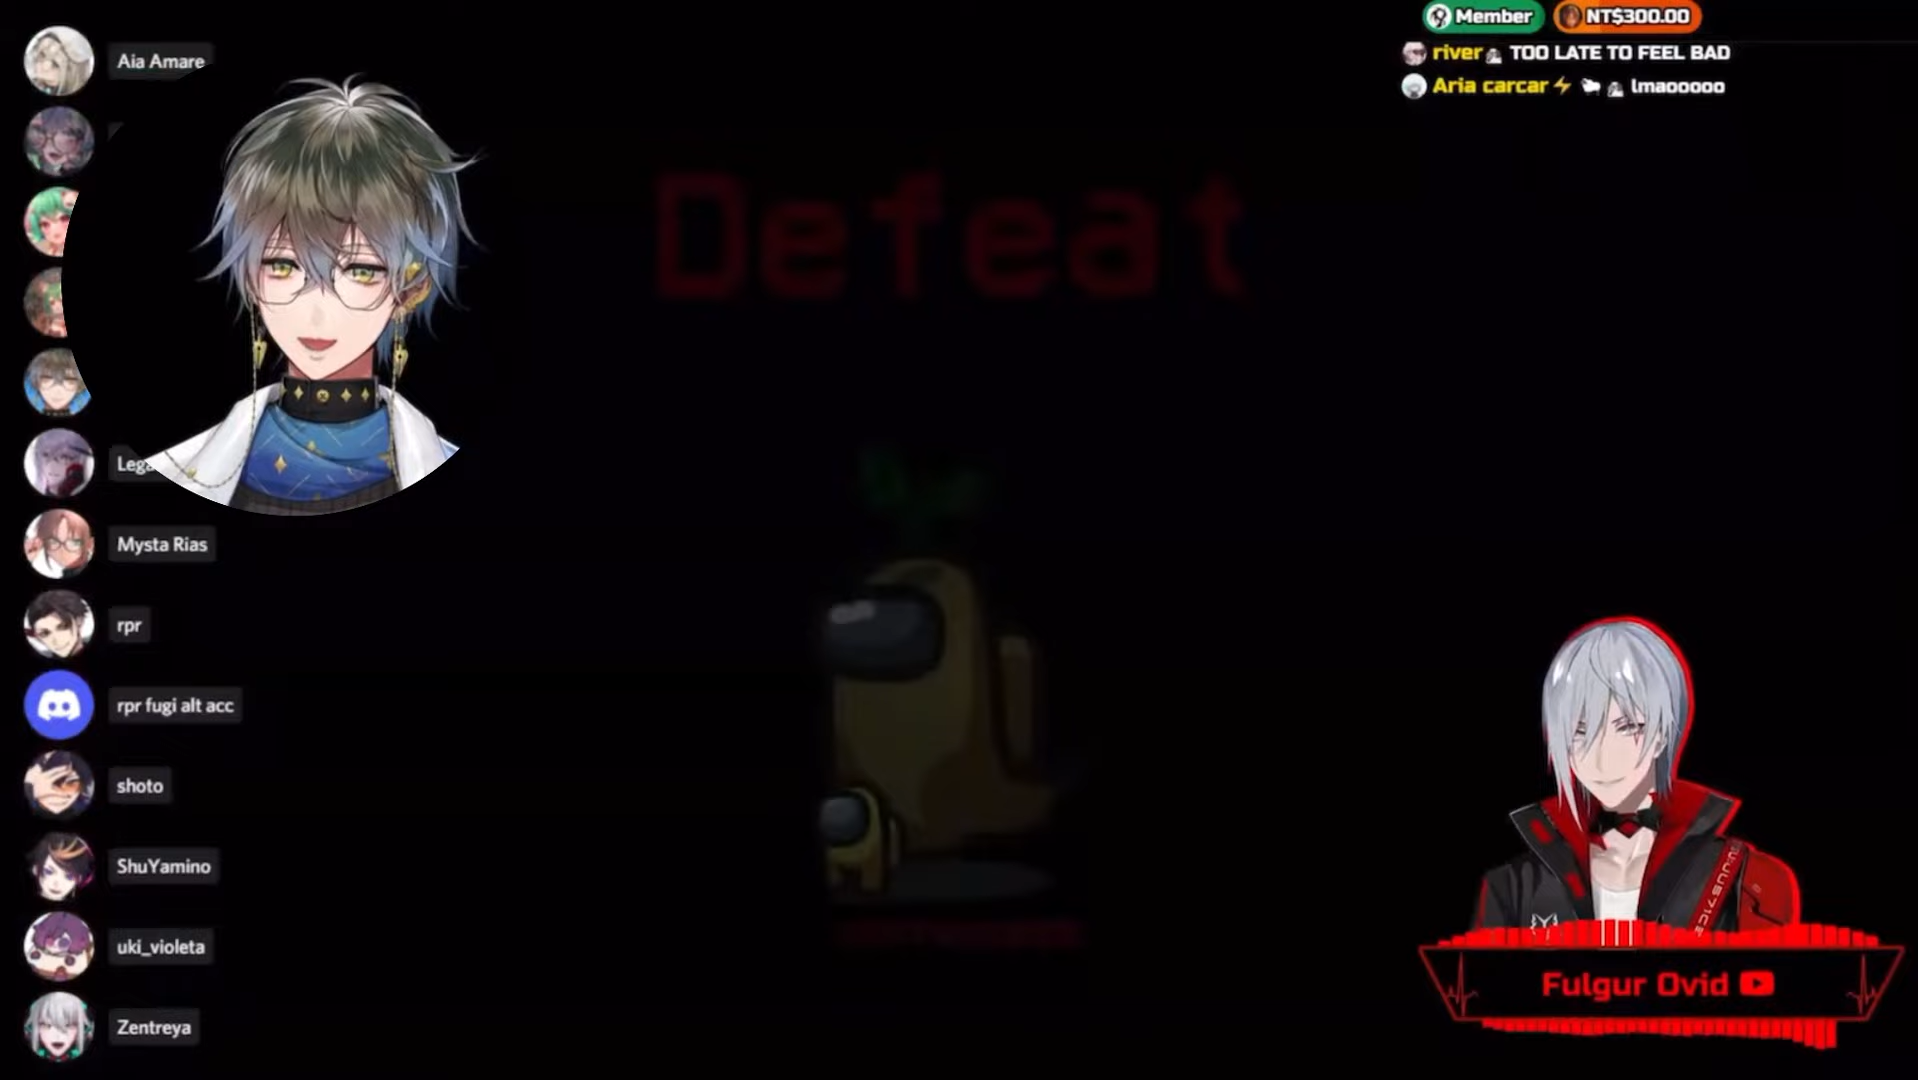 Aia Amare
Lega
Mysta Rias
rpr
rpr fugi alt acc
shoto
ShuYamino
uki_violeta
Zentreya
Defeat
Member NT$300.00
river TOO LATE TO FEEL BAD
Aria carcar lmaooooo
Fulgur Ovid